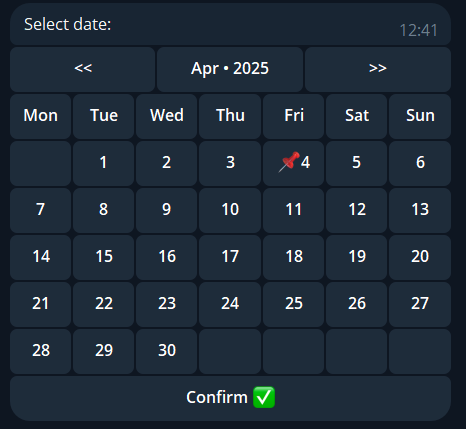 Select date:
12:41
<< Apr • 2025 >>
Mon Tue Wed Thu Fri Sat Sun
1 2 3 📌4 5 6
7 8 9 10 11 12 13
14 15 16 17 18 19 20
21 22 23 24 25 26 27
28 29 30
Confirm ✅